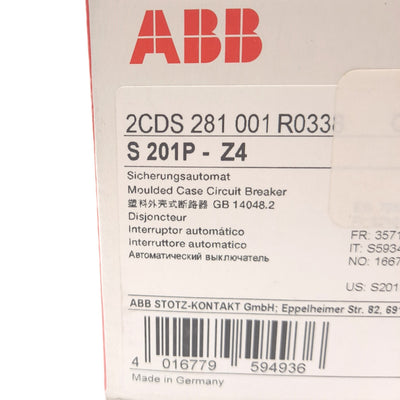 ABB
2CDS 281 001 R0338
S 201P - Z4
Sicherungsautomat
Moulded Case Circuit Breaker
塑料外壳式断路器 GB 14048.2
Disjoncteur
Interruptor automático
Interruttore automatico
Автоматический выключатель
FR: 3571
IT: S5934
NO: 1667
US: S201
ABB STOTZ-KONTAKT GmbH; Eppelheimer Str. 82, 691
4 016779 594936
Made in Germany